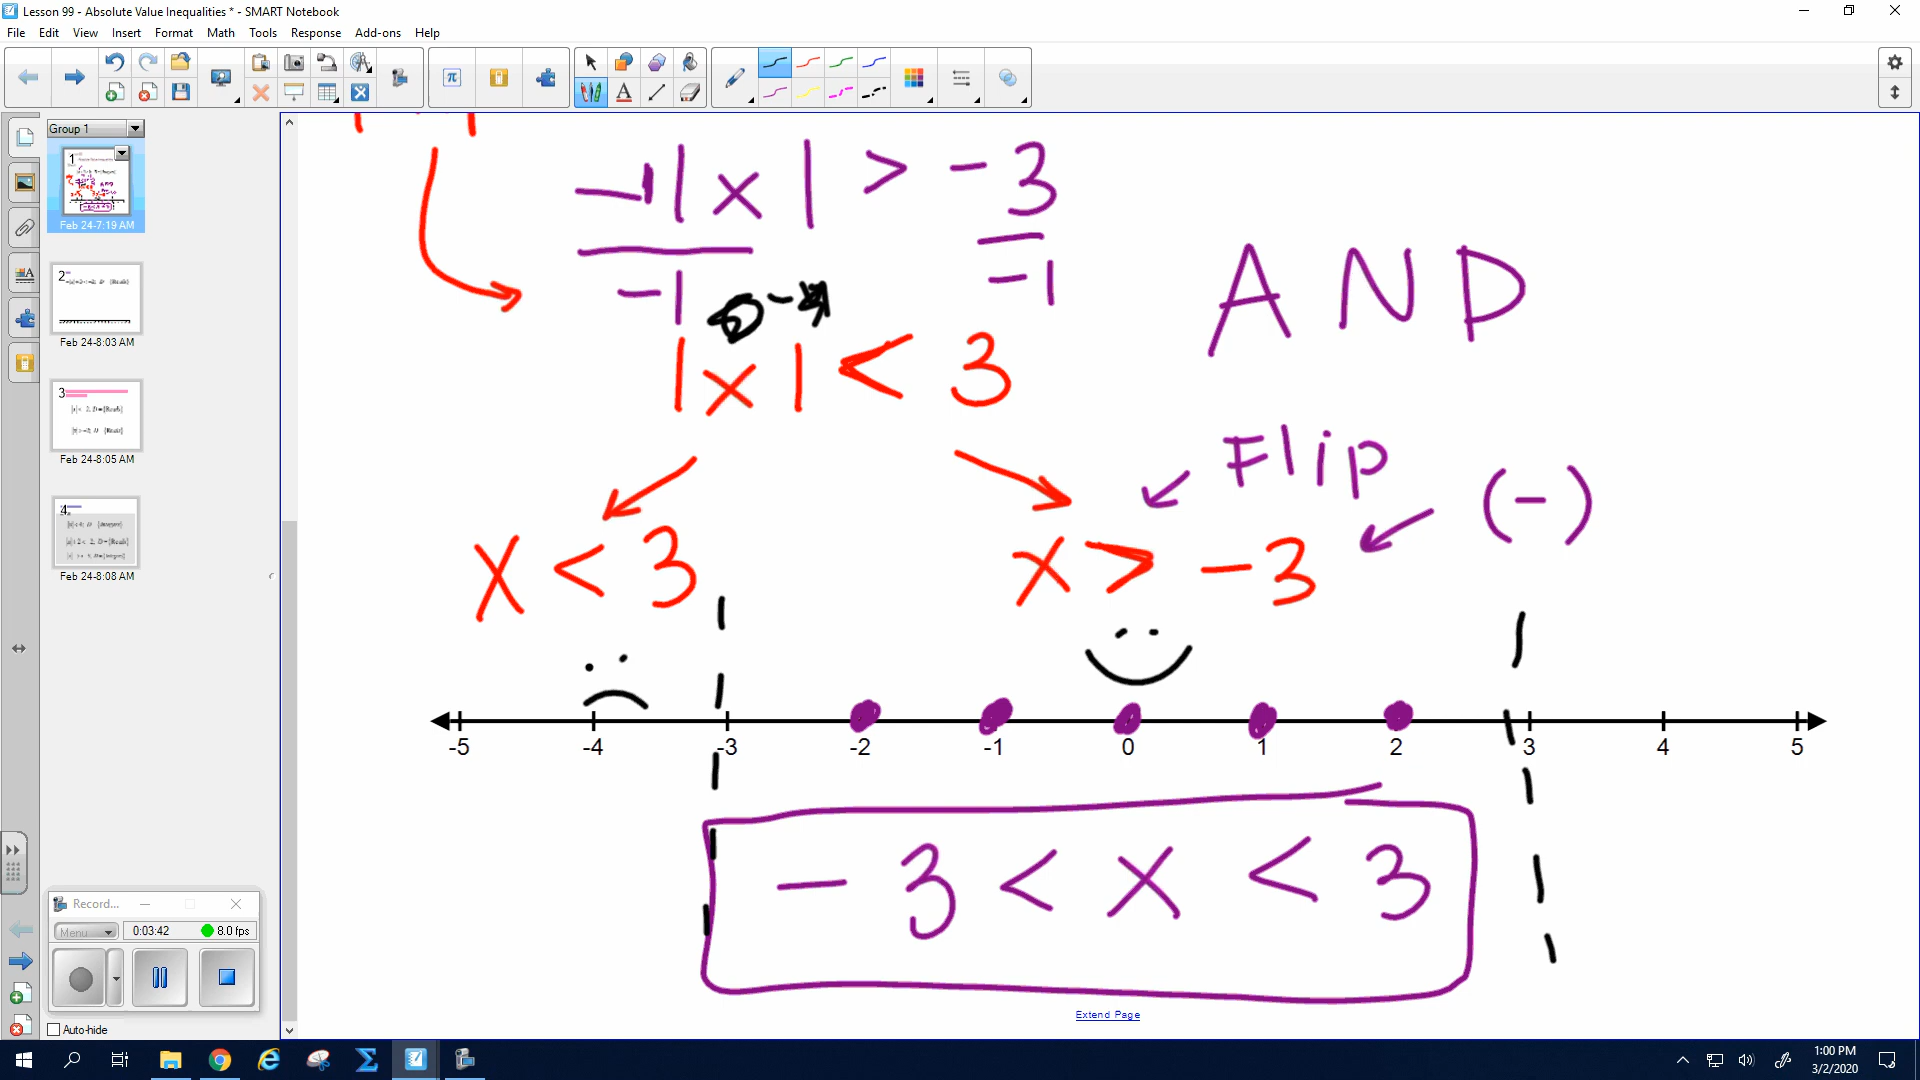 Lesson 99 - Absolute Value Inequalities * - SMART Notebook
File Edit View Insert Format Math Tools Response Help
Group 1
1
Feb 24-7:19 AM
2
Feb 24-8:03 AM
3
Feb 24-8:05 AM
4
Feb 24-8:08 AM
-1|x| > -3
-1 -1
|x| < 3
AND
Flip (-)
x < 3 x > -3
-5 -4 -3 -2 -1 0 1 2 3 4 5
-3 < x < 3
Extend Page
Record...
Menu 0:03:42 8.0 fps
Auto-hide
1:00 PM
3/2/2020